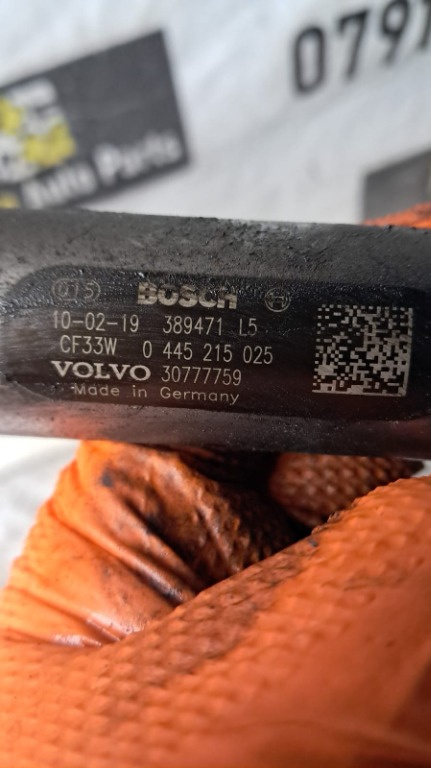 079
Auto Parts
015 BOSCH
10-02-19 389471 L5
CF33W 0 445 215 025
VOLVO 30777759
Made in Germany